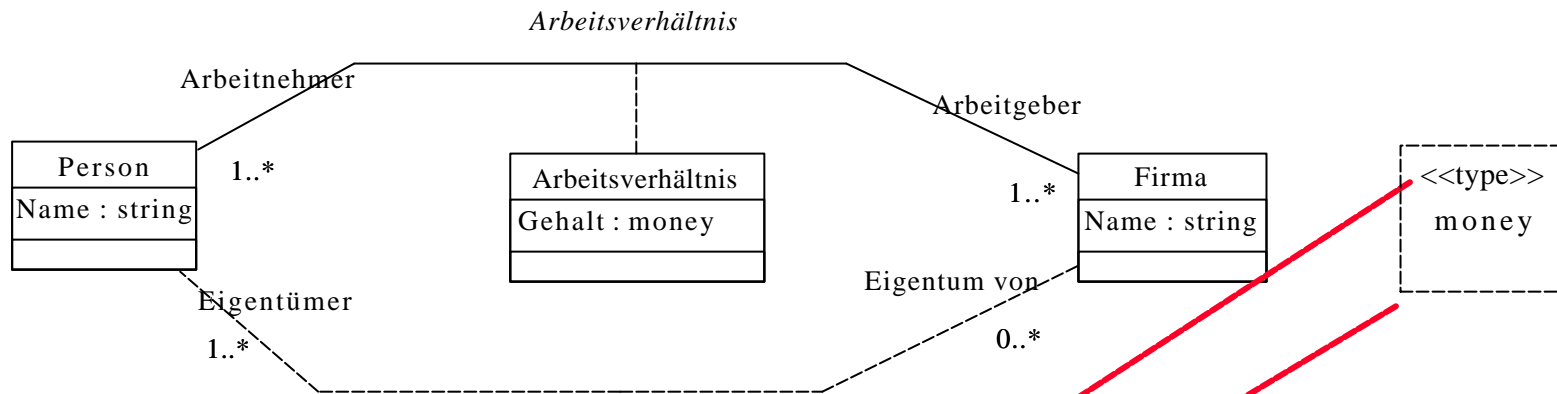 Arbeitsverhältnis
Arbeitnehmer
Arbeitgeber
Person
1..*
Name : string
Arbeitsverhältnis
Gehalt : money
1..*
Firma
Name : string
<<type>>
money
Eigentümer
1..*
Eigentum von
0..*